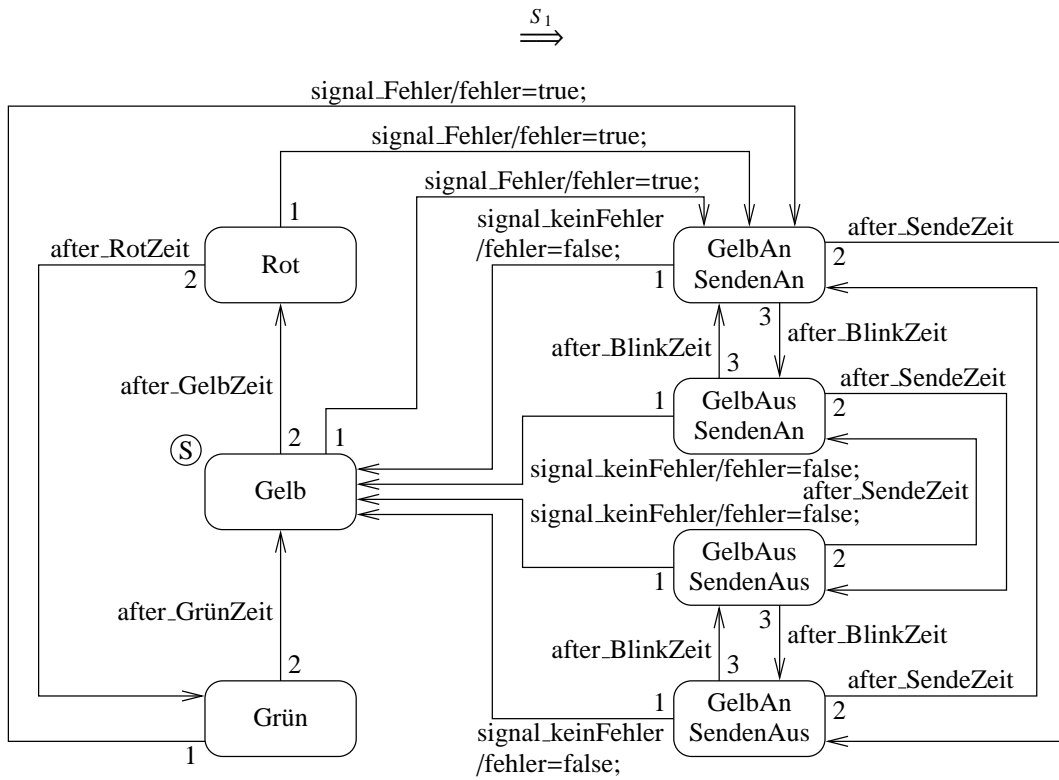 S1
signal_Fehler/fehler=true;
signal_Fehler/fehler=true;
signal_Fehler/fehler=true;
1
signal_keinFehler
/fehler=false;
after_SendeZeit
after_RotZeit
2
Rot
GelbAn
SendenAn
1
2
3
after_BlinkZeit
after_BlinkZeit
3
after_GelbZeit
after_SendeZeit
1
GelbAus
SendenAn
2
S
2
1
Gelb
signal_keinFehler/fehler=false;
after_SendeZeit
signal_keinFehler/fehler=false;
GelbAus
SendenAus
2
1
after_GrünZeit
3
after_BlinkZeit
after_BlinkZeit
3
2
after_SendeZeit
1
Grün
GelbAn
SendenAus
2
1
signal_keinFehler
/fehler=false;